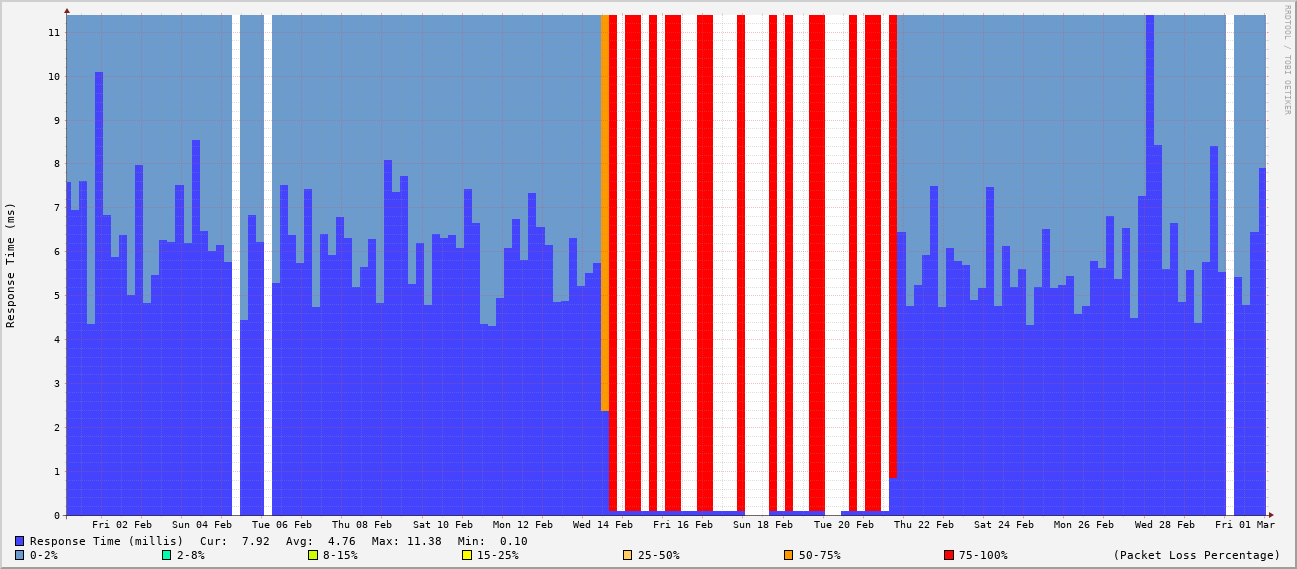 RRDTOOL / TOBI OETIKER
Response Time (ms)
11
10
9
8
7
6
5
4
3
2
1
0
Fri 02 Feb Sun 04 Feb Tue 06 Feb Thu 08 Feb Sat 10 Feb Mon 12 Feb Wed 14 Feb Fri 16 Feb Sun 18 Feb Tue 20 Feb Thu 22 Feb Sat 24 Feb Mon 26 Feb Wed 28 Feb Fri 01 Mar
Response Time (millis) Cur: 7.92 Avg: 4.76 Max: 11.38 Min: 0.10
0-2% 2-8% 8-15% 15-25% 25-50% 50-75% 75-100% (Packet Loss Percentage)